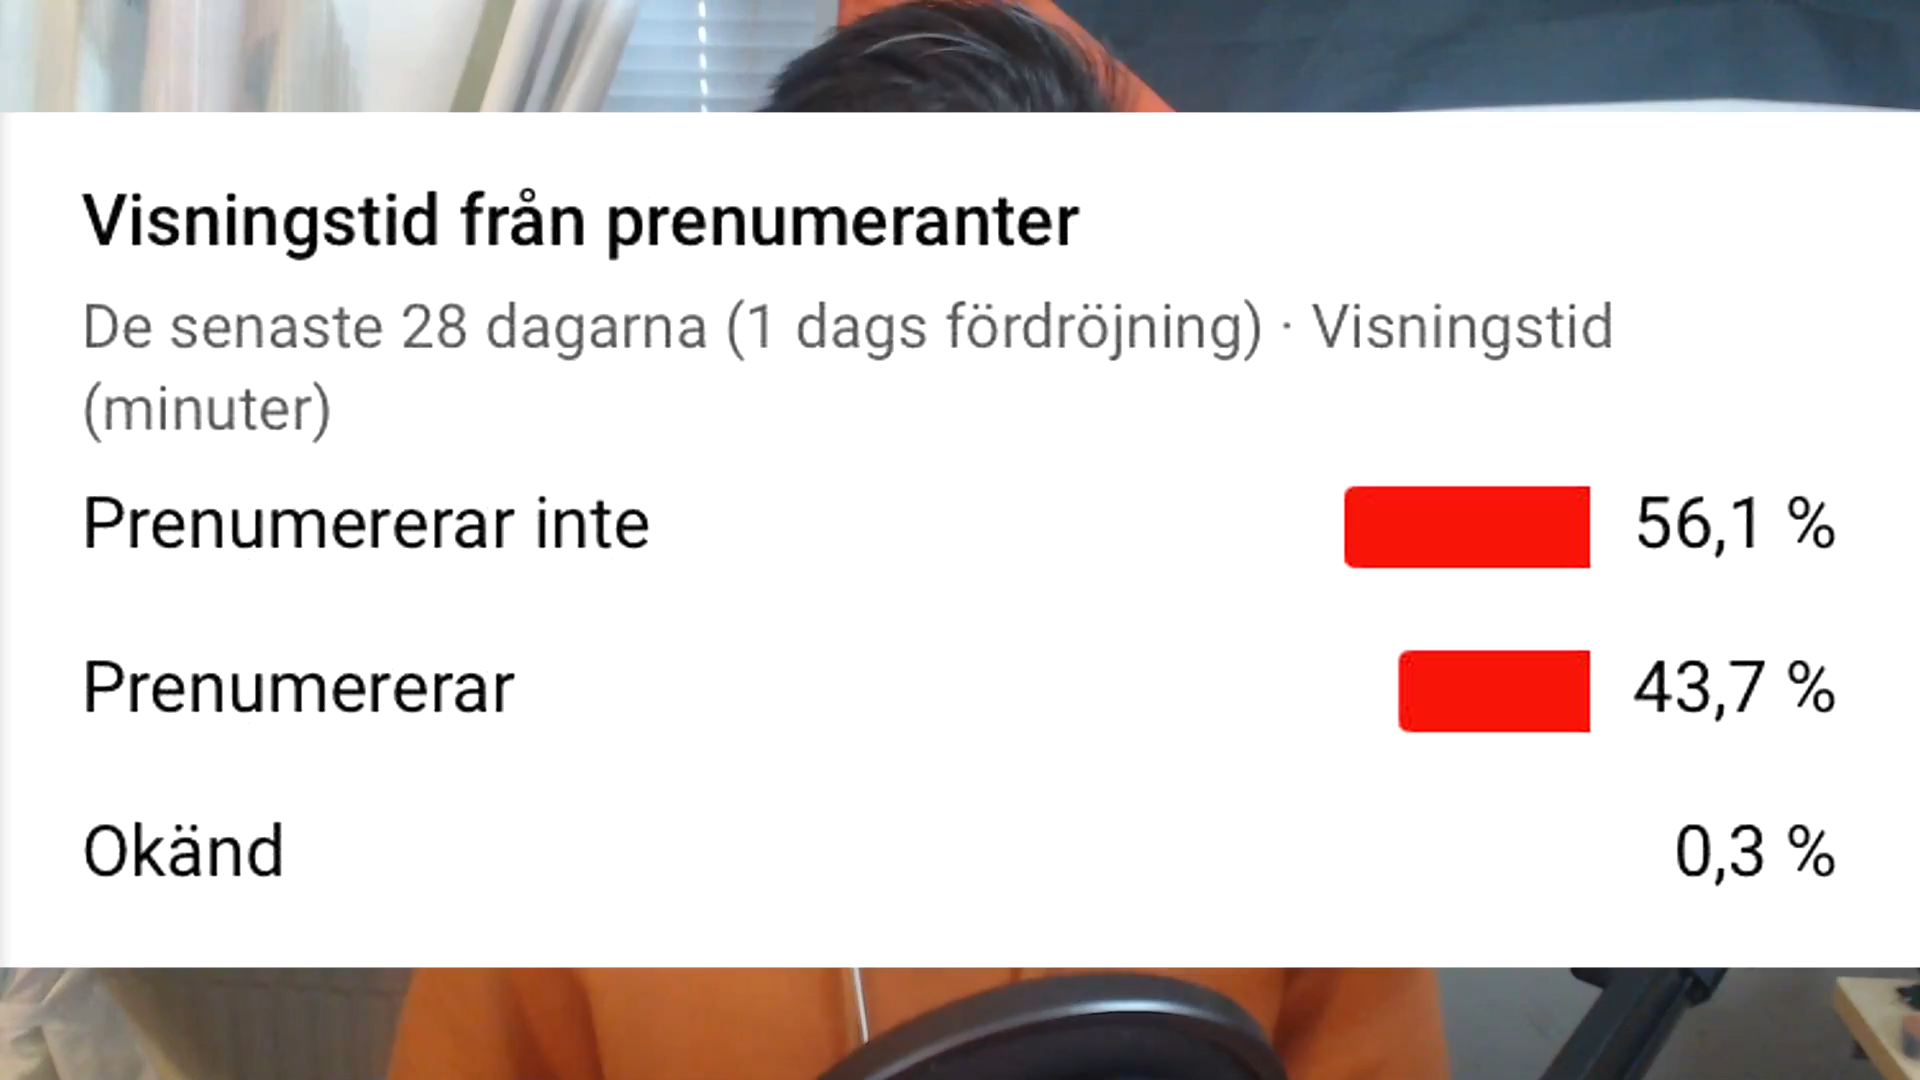 Visningstid från prenumeranter
De senaste 28 dagarna (1 dags fördröjning) · Visningstid
(minuter)
Prenumererar inte 56,1 %
Prenumererar 43,7 %
Okänd 0,3 %